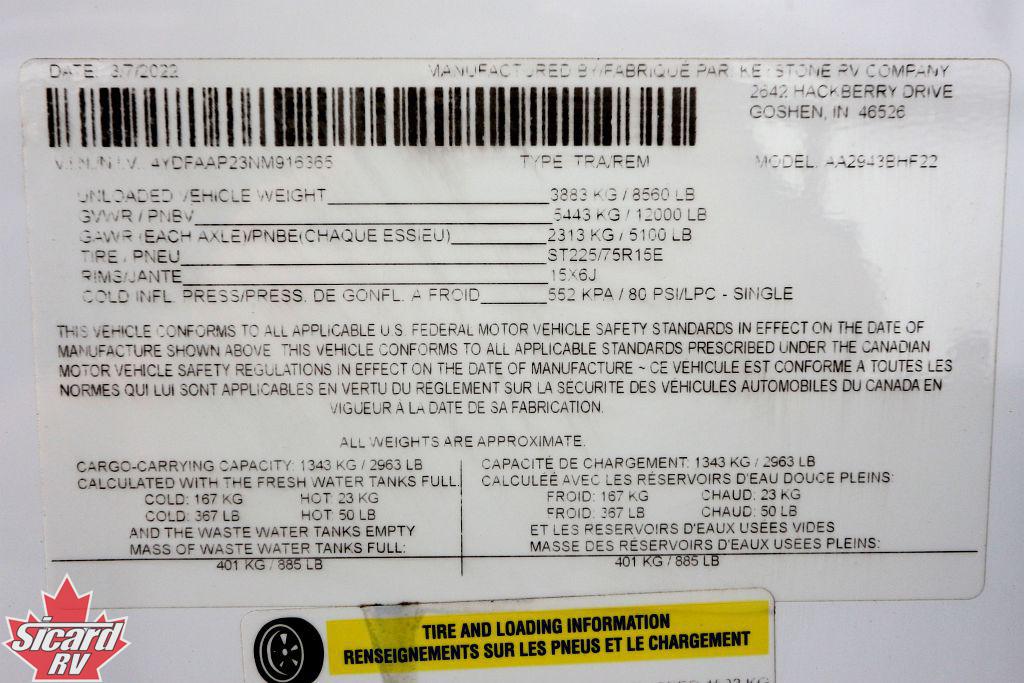 DATE: 3/7/2022
MANUFACTURED BY/FABRIQUÉ PAR: KEYSTONE RV COMPANY
2642 HACKBERRY DRIVE
GOSHEN, IN 46526
V.I.N./N.I.V.: 4YDFAAP23NM916365 TYPE: TRA/REM MODEL: AA2943BHF22
UNLOADED VEHICLE WEIGHT 3883 KG / 8560 LB
GVWR / PNBV 5443 KG / 12000 LB
GAWR (EACH AXLE)/PNBE(CHAQUE ESSIEU) 2313 KG / 5100 LB
TIRE / PNEU ST225/75R15E
RIMS/JANTE 15X6J
COLD INFL. PRESS/PRESS. DE GONFL. A FROID 552 KPA / 80 PSI/LPC - SINGLE
THIS VEHICLE CONFORMS TO ALL APPLICABLE U.S. FEDERAL MOTOR VEHICLE SAFETY STANDARDS IN EFFECT ON THE DATE OF
MANUFACTURE SHOWN ABOVE. THIS VEHICLE CONFORMS TO ALL APPLICABLE STANDARDS PRESCRIBED UNDER THE CANADIAN
MOTOR VEHICLE SAFETY REGULATIONS IN EFFECT ON THE DATE OF MANUFACTURE ~ CE VÉHICULE EST CONFORME À TOUTES LES
NORMES QUI LUI SONT APPLICABLES EN VERTU DU RÈGLEMENT SUR LA SÉCURITE DES VÉHICULES AUTOMOBILES DU CANADA EN
VIGUEUR À LA DATE DE SA FABRICATION.
ALL WEIGHTS ARE APPROXIMATE.
CARGO-CARRYING CAPACITY: 1343 KG / 2963 LB
CALCULATED WITH THE FRESH WATER TANKS FULL:
COLD: 167 KG HOT: 23 KG
COLD: 367 LB HOT: 50 LB
AND THE WASTE WATER TANKS EMPTY
MASS OF WASTE WATER TANKS FULL:
401 KG / 885 LB
CAPACITÉ DE CHARGEMENT: 1343 KG / 2963 LB
CALCULÉE AVEC LES RÉSERVOIRS D'EAU DOUCE PLEINS:
FROID: 167 KG CHAUD: 23 KG
FROID: 367 LB CHAUD: 50 LB
ET LES RÉSERVOIRS D'EAUX USÉES VIDES
MASSE DES RÉSERVOIRS D'EAUX USÉES PLEINS:
401 KG / 885 LB
TIRE AND LOADING INFORMATION
RENSEIGNEMENTS SUR LES PNEUS ET LE CHARGEMENT
Sicard
RV